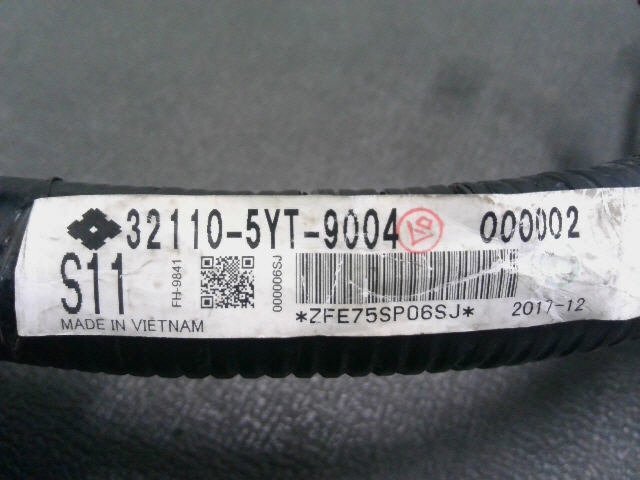 32110-5YT-9004 000002
S11
FH-9841
000006SJ
*ZFE75SP06SJ* 2017-12
MADE IN VIETNAM